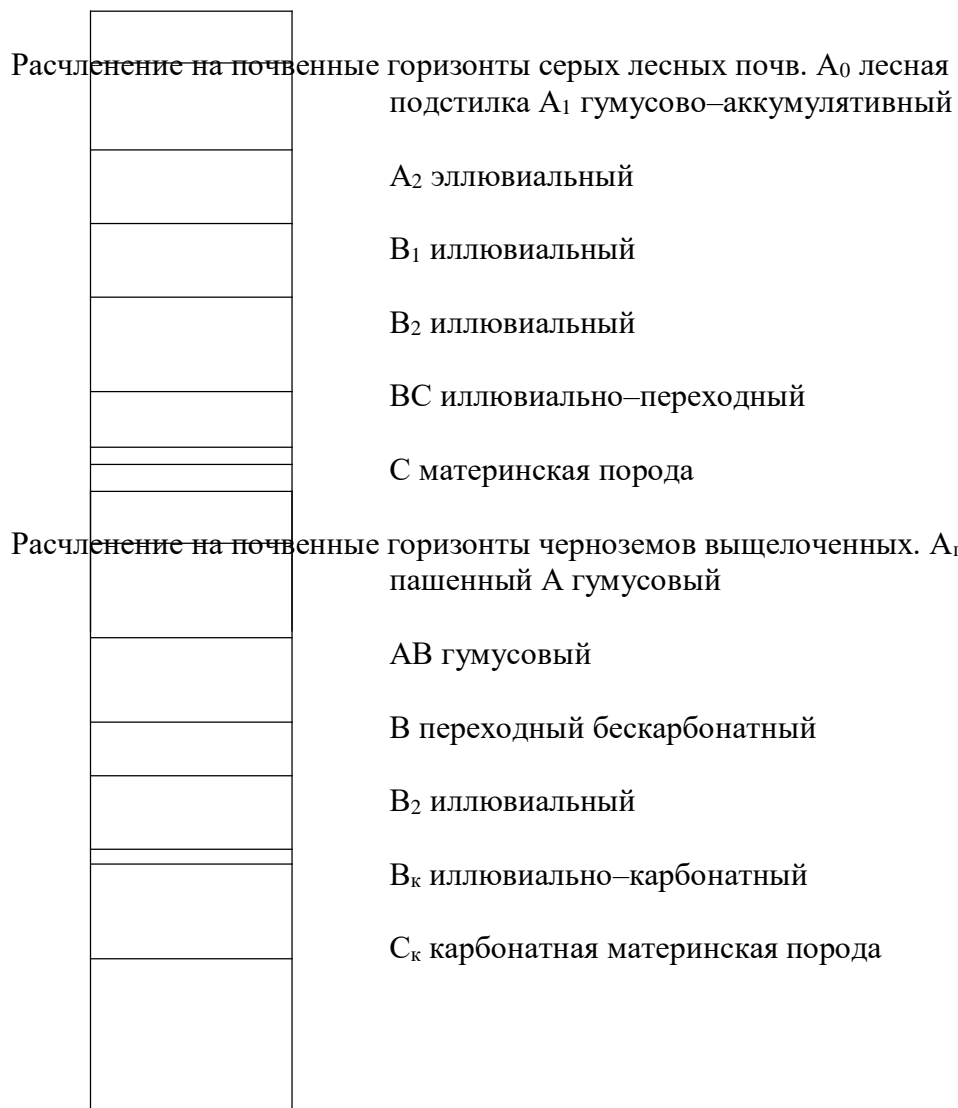 Расчленение на почвенные горизонты серых лесных почв. А₀ лесная
подстилка А₁ гумусово–аккумулятивный
А₂ эллювиальный
В₁ иллювиальный
В₂ иллювиальный
ВС иллювиально–переходный
С материнская порода
Расчленение на почвенные горизонты черноземов выщелоченных.
пашенный А гумусовый
АВ гумусовый
В переходный бескарбонатный
В₂ иллювиальный
Вₖ иллювиально–карбонатный
Сₖ карбонатная материнская порода